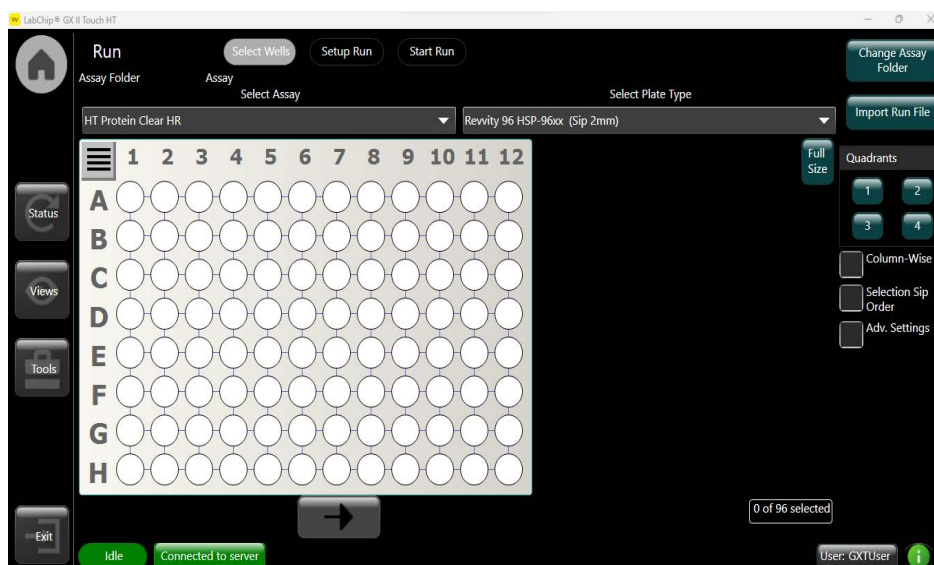 LabChip® GX II Touch HT
Run
Select Wells
Setup Run
Start Run
Change Assay
Folder
Assay Folder
Assay
Select Assay
Select Plate Type
HT Protein Clear HR
Revvity 96 HSP-96xx (Sip 2mm)
Import Run File
1 2 3 4 5 6 7 8 9 10 11 12
Full
Size
Quadrants
A
B
C
D
E
F
G
H
1
2
3
4
Column-Wise
Selection Sip
Order
Adv. Settings
Status
Views
Tools
Exit
0 of 96 selected
Idle
Connected to server
User: GXTUser
i